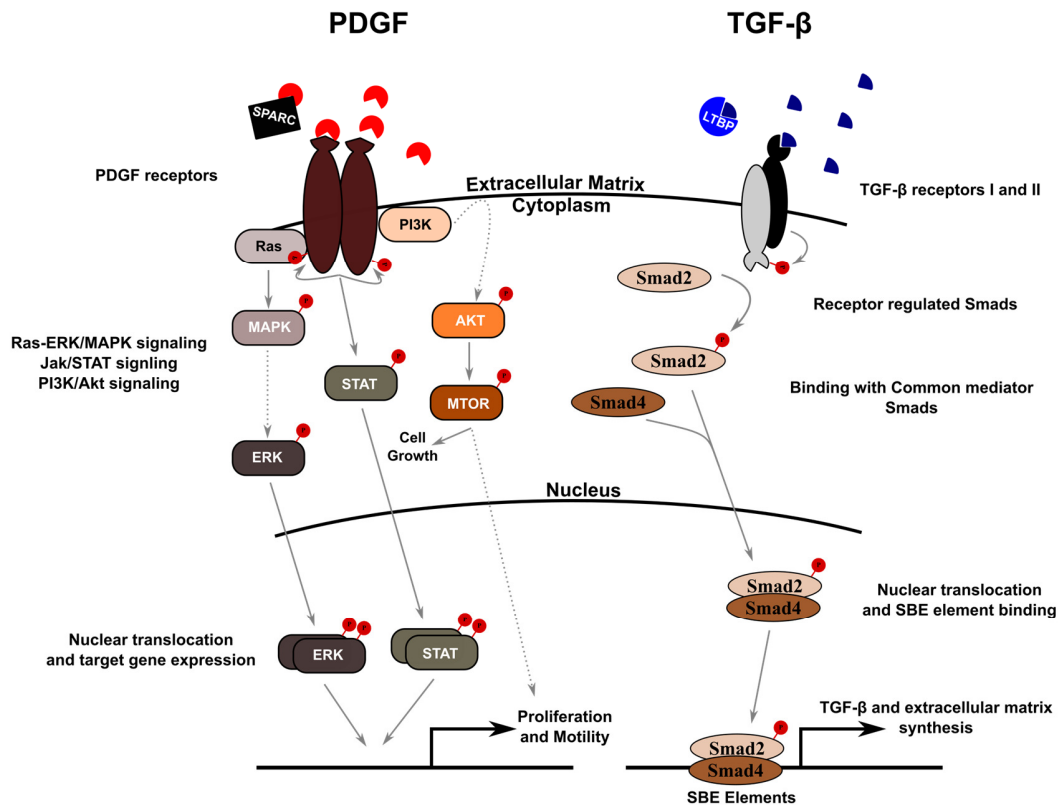 PDGF
TGF-β
SPARC
LTBP
PDGF receptors
Extracellular Matrix
Cytoplasm
TGF-β receptors I and II
PI3K
Ras
P
P
P
Smad2
Receptor regulated Smads
P
MAPK
P
AKT
Ras-ERK/MAPK signaling
Jak/STAT signling
PI3K/Akt signaling
P
Smad2
P
STAT
P
MTOR
Binding with Common mediator
Smads
Smad4
Cell
Growth
P
ERK
Nucleus
P
Smad2
Smad4
Nuclear translocation
and SBE element binding
Nuclear translocation
and target gene expression
P
P
ERK
P
P
STAT
Proliferation
and Motility
TGF-β and extracellular matrix
synthesis
P
Smad2
Smad4
SBE Elements